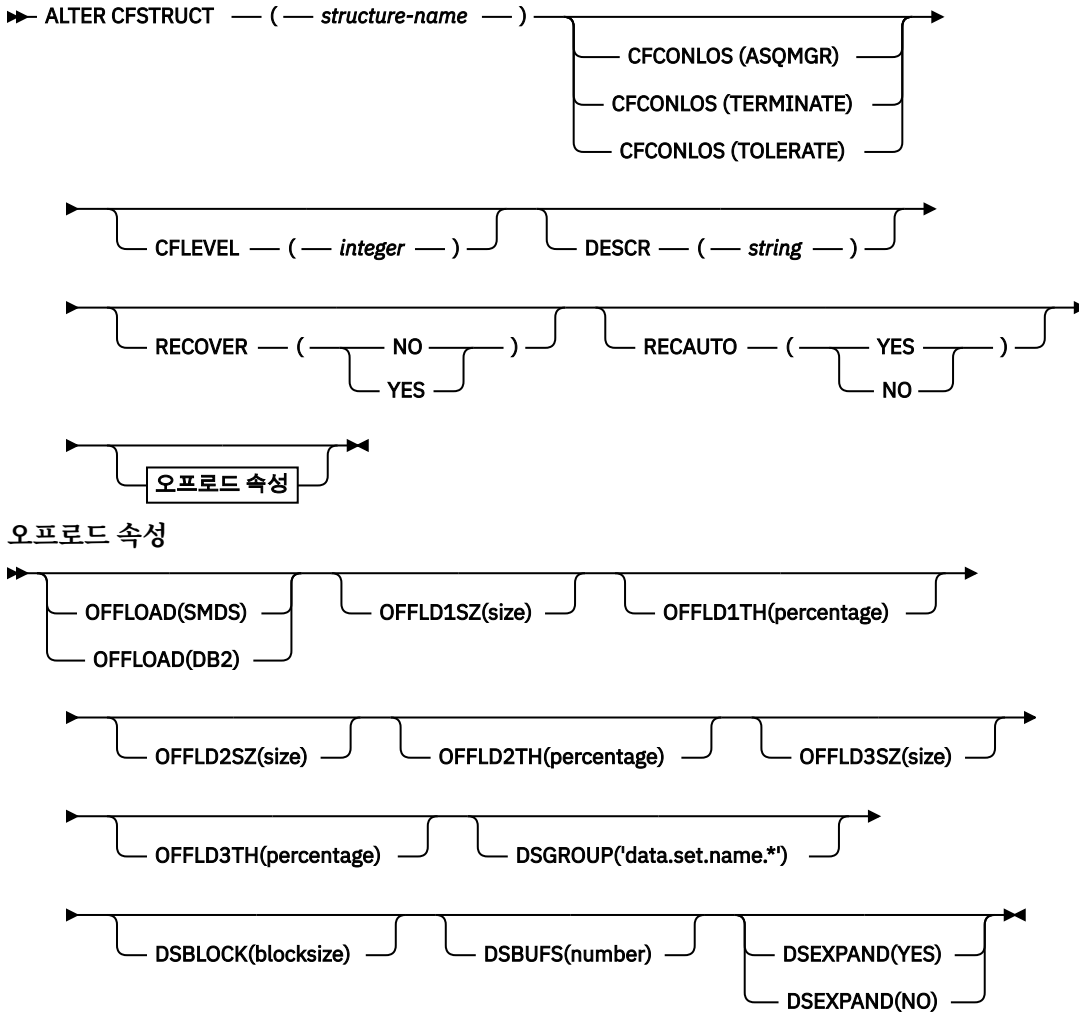 ALTER CFSTRUCT ( structure-name )
CFCONLOS (ASQMGR)
CFCONLOS (TERMINATE)
CFCONLOS (TOLERATE)
CFLEVEL ( integer ) DESCR ( string )
RECOVER ( NO ) RECAUTO ( YES )
YES NO
오프로드 속성
오프로드 속성
OFFLOAD(SMDS) OFFLD1SZ(size) OFFLD1TH(percentage)
OFFLOAD(DB2)
OFFLD2SZ(size) OFFLD2TH(percentage) OFFLD3SZ(size)
OFFLD3TH(percentage) DSGROUP('data.set.name.*')
DSBLOCK(blocksize) DSBUFS(number) DSEXPAND(YES)
DSEXPAND(NO)